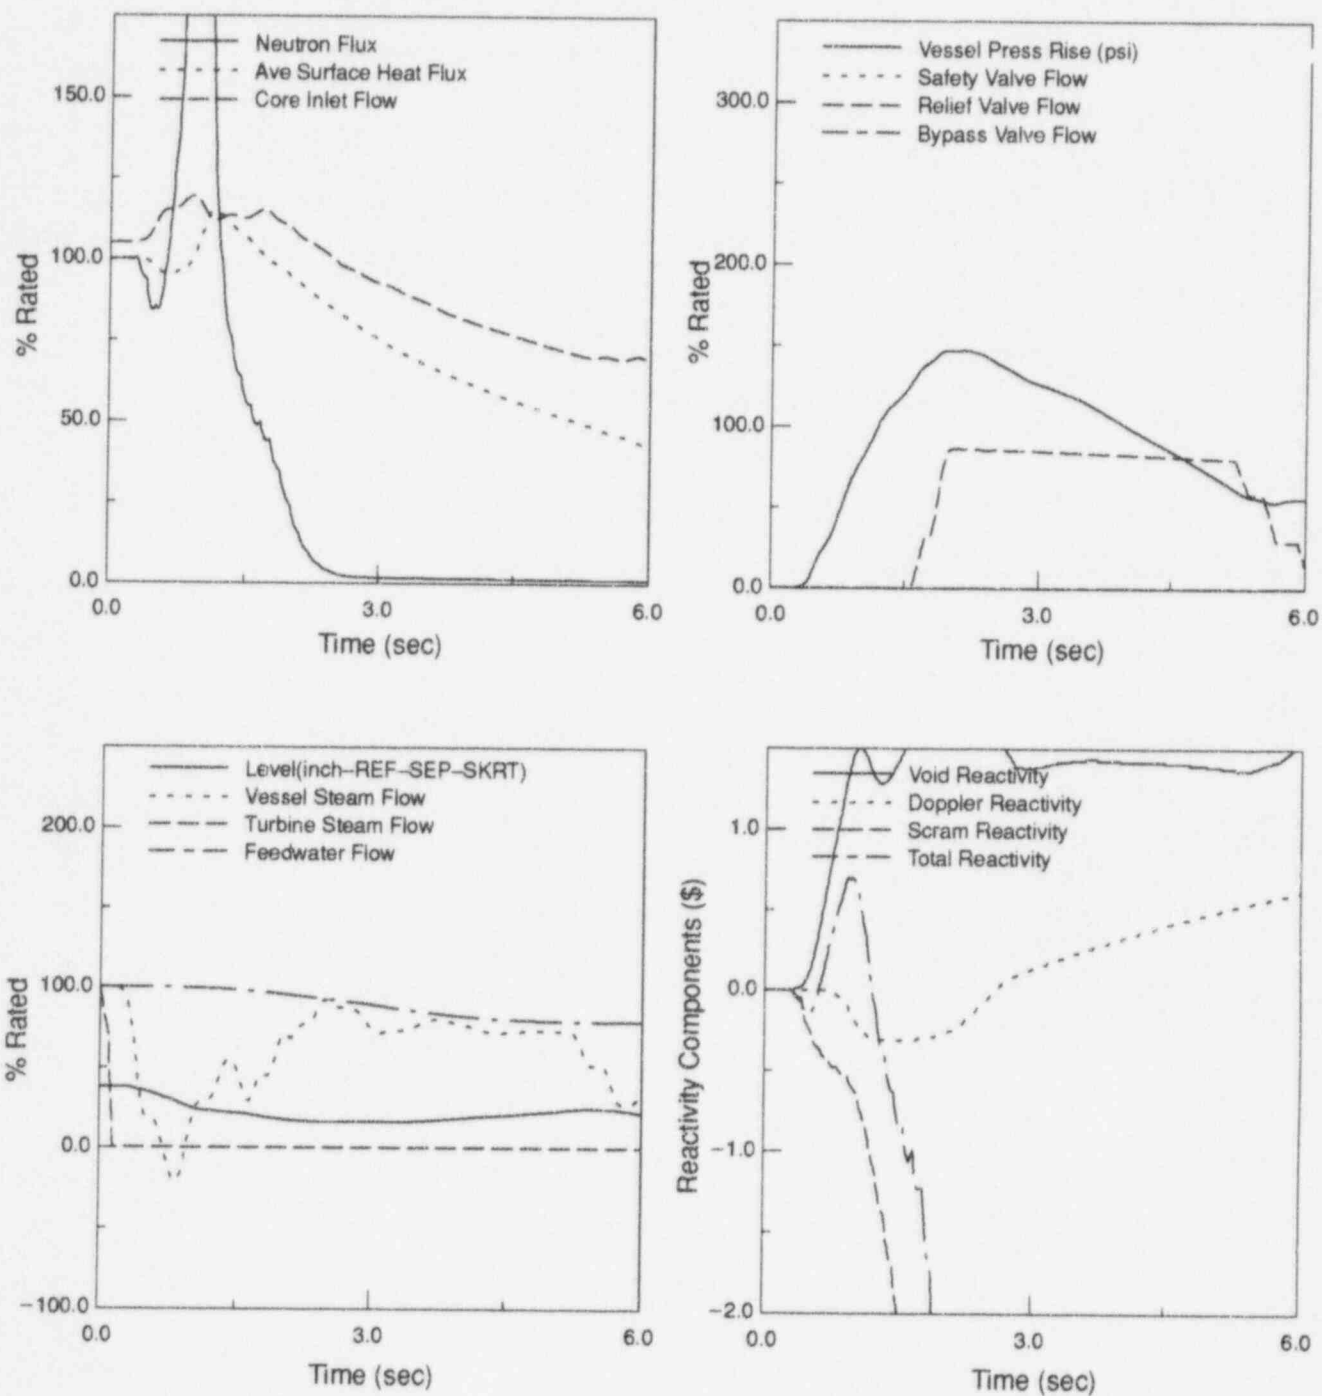 Neutron Flux
Ave Surface Heat Flux
Core Inlet Flow
150.0
100.0
50.0
0.0
% Rated
0.0
3.0
6.0
Time (sec)
Vessel Press Rise (psi)
Safety Valve Flow
Relief Valve Flow
Bypass Valve Flow
300.0
200.0
100.0
0.0
% Rated
0.0
3.0
6.0
Time (sec)
Level(inch-REF-SEP-SKRT)
Vessel Steam Flow
Turbine Steam Flow
Feedwater Flow
200.0
100.0
0.0
-100.0
% Rated
0.0
3.0
6.0
Time (sec)
Void Reactivity
Doppler Reactivity
Scram Reactivity
Total Reactivity
1.0
0.0
-1.0
-2.0
Reactivity Components ($)
0.0
3.0
6.0
Time (sec)